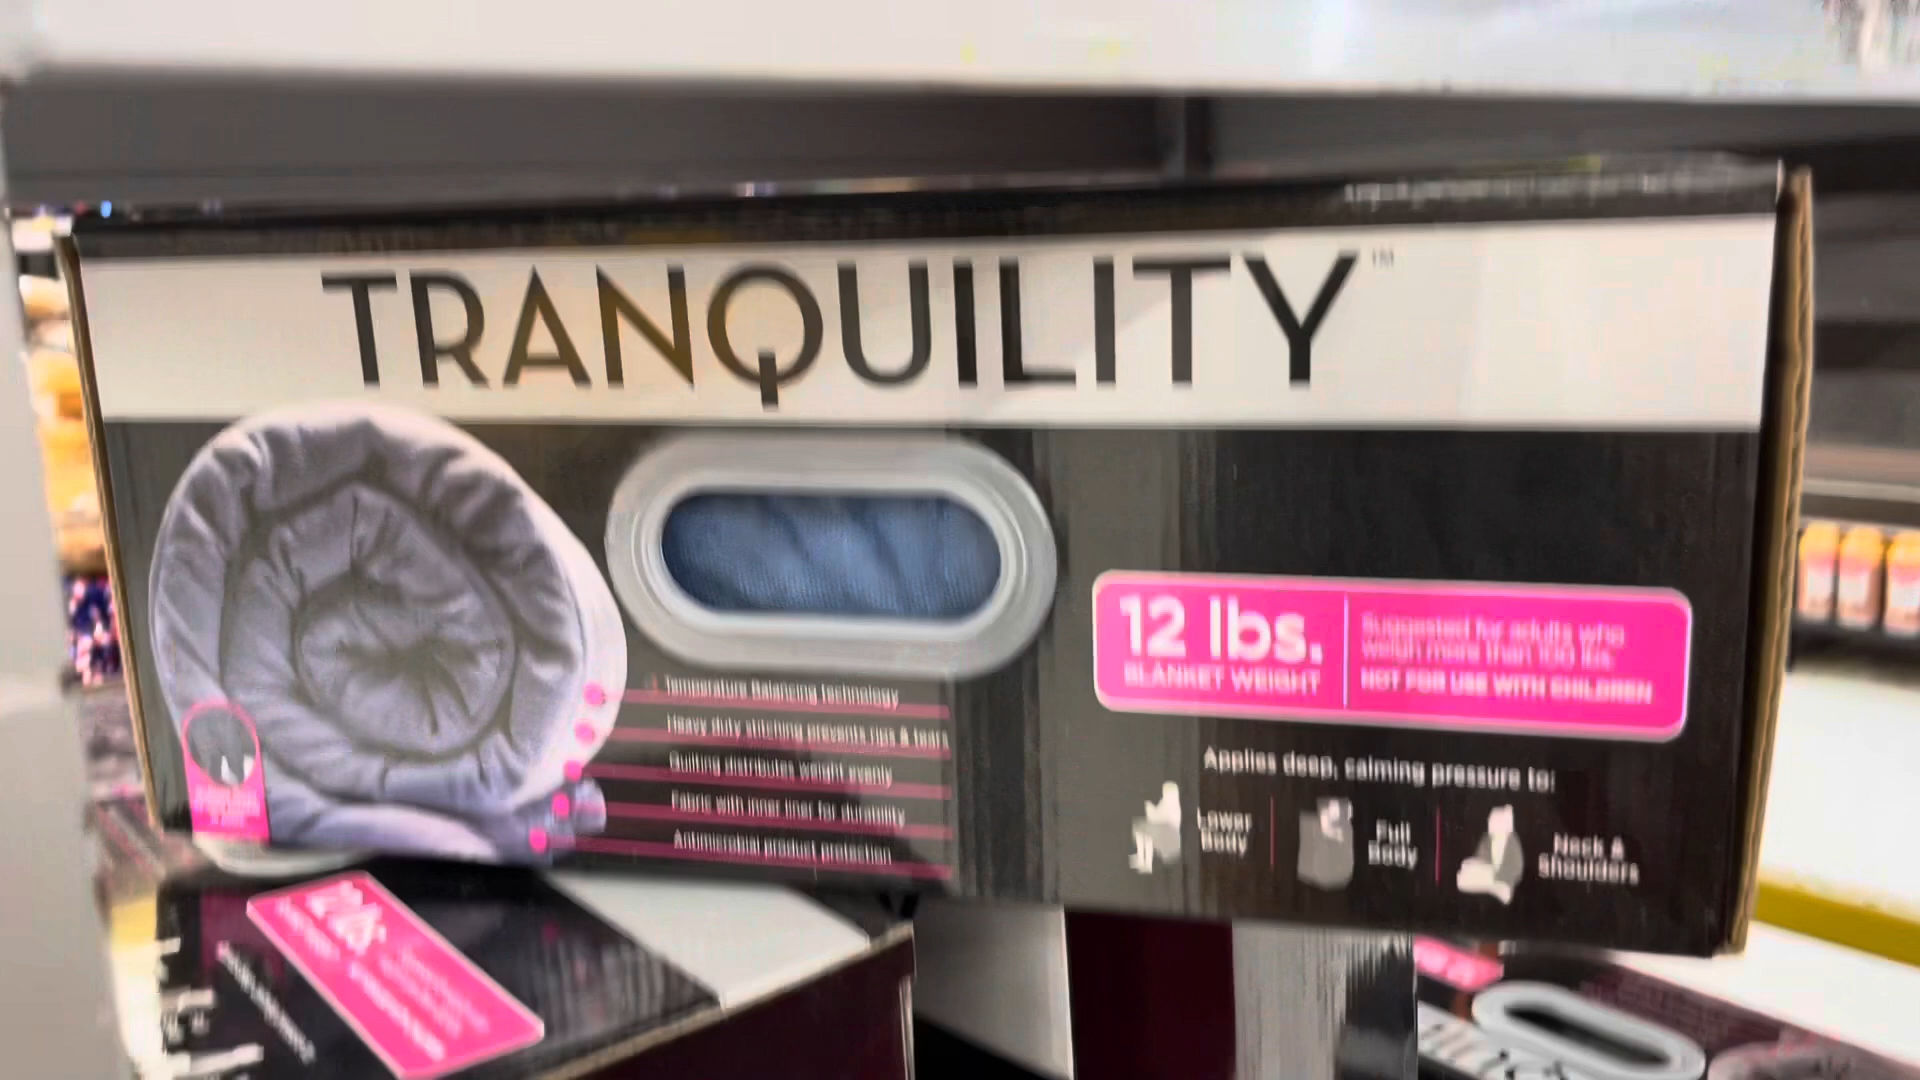 TRANQUILITY™
Temperature Balancing Technology
Heavy duty stitching prevents rips & tears
Quilting distributes weight evenly
Fabric with inner liner for durability
Antimicrobial product protection
12 lbs.
BLANKET WEIGHT
Suggested for adults who
weigh more than 100 lbs.
NOT FOR USE WITH CHILDREN
Applies deep, calming pressure to:
Lower
Body
Full
Body
Neck &
Shoulders
12 lbs.